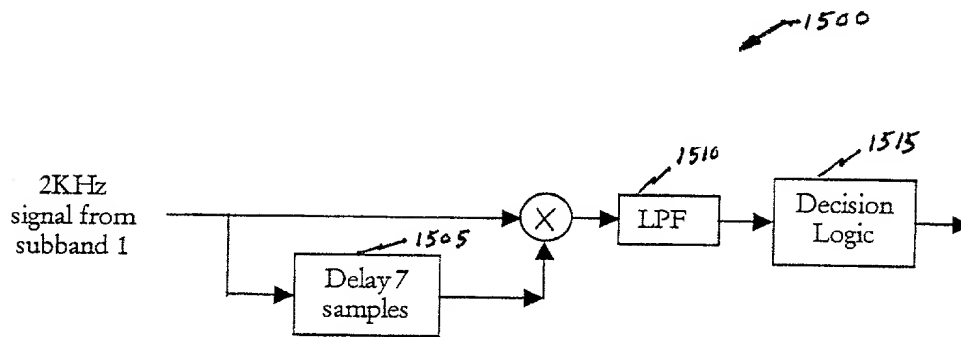 1500
2KHz
signal from
subband 1
1505
Delay 7
samples
X
1510
LPF
1515
Decision
Logic